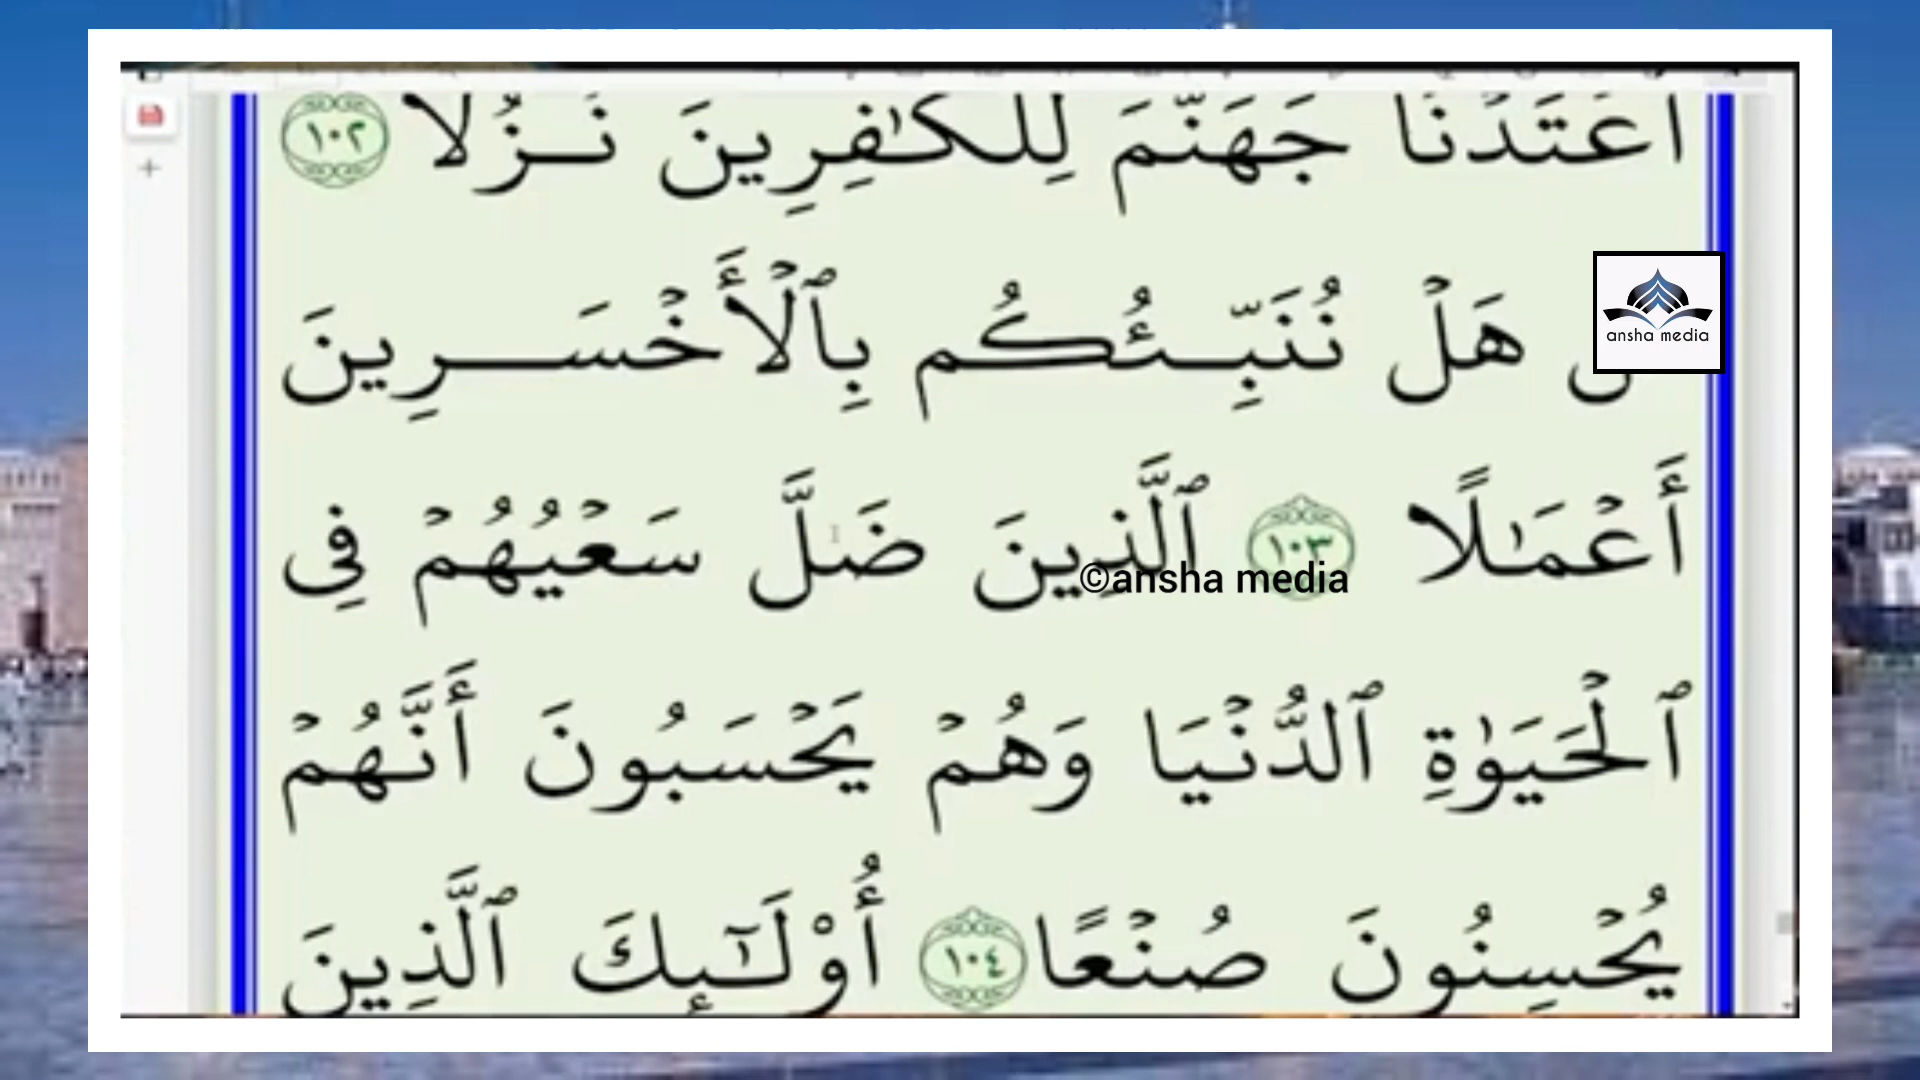 أَعۡتَدۡنَا جَهَنَّمَ لِلۡكَٰفِرِينَ نُزُلٗا ١٠٢
هَلۡ نُنَبِّئُكُم بِٱلۡأَخۡسَرِينَ
ansha media
أَعۡمَٰلًا ١٠٣ ٱلَّذِينَ ضَلَّ سَعۡيُهُمۡ فِي
©ansha media
ٱلۡحَيَوٰةِ ٱلدُّنۡيَا وَهُمۡ يَحۡسَبُونَ أَنَّهُمۡ
يُحۡسِنُونَ صُنۡعًا ١٠٤ أُوْلَٰٓئِكَ ٱلَّذِينَ